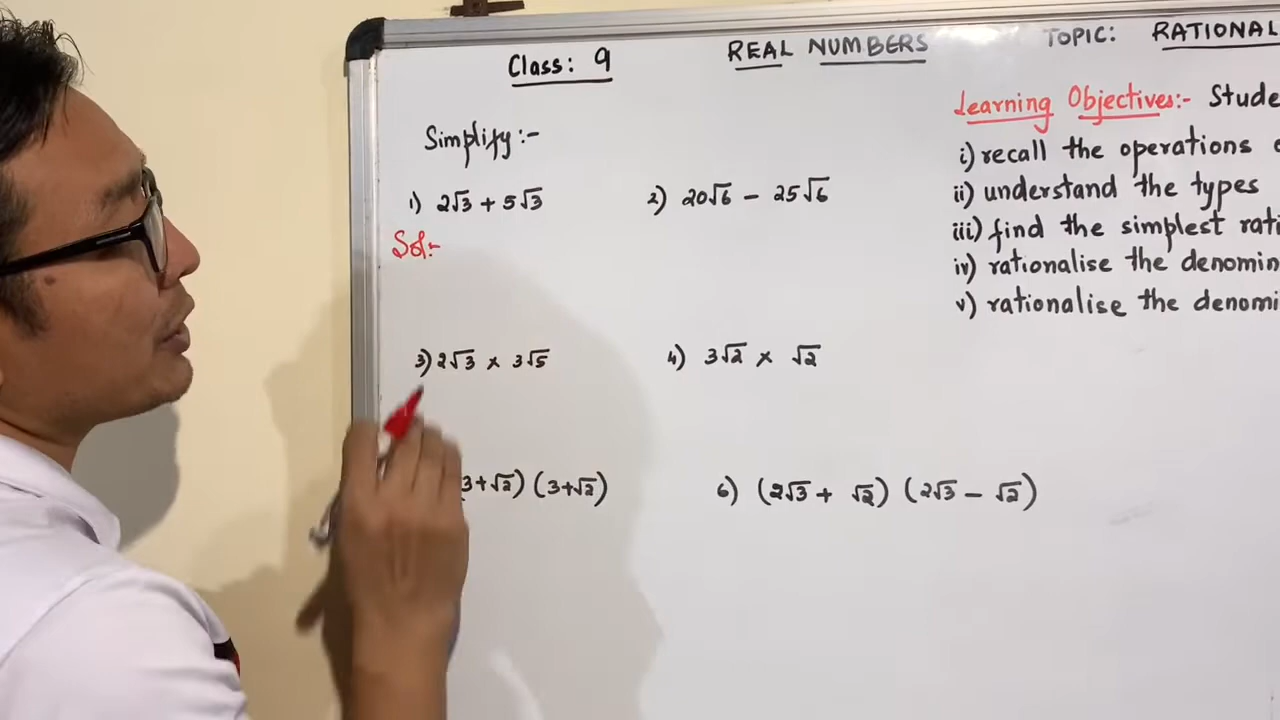 Class: 9
REAL NUMBERS
TOPIC: RATIONAL
Simplify:-
1) 2√3 + 5√3
2) 20√6 - 25√6
Sol:-
3) 2√3 × 3√5
4) 3√2 × √2
3+√2) (3+√2)
6) (2√3 + √2) (2√3 - √2)
Learning Objectives:- Stude
i) recall the operations
ii) understand the types
iii) find the simplest rati
iv) rationalise the denomin
v) rationalise the denomi